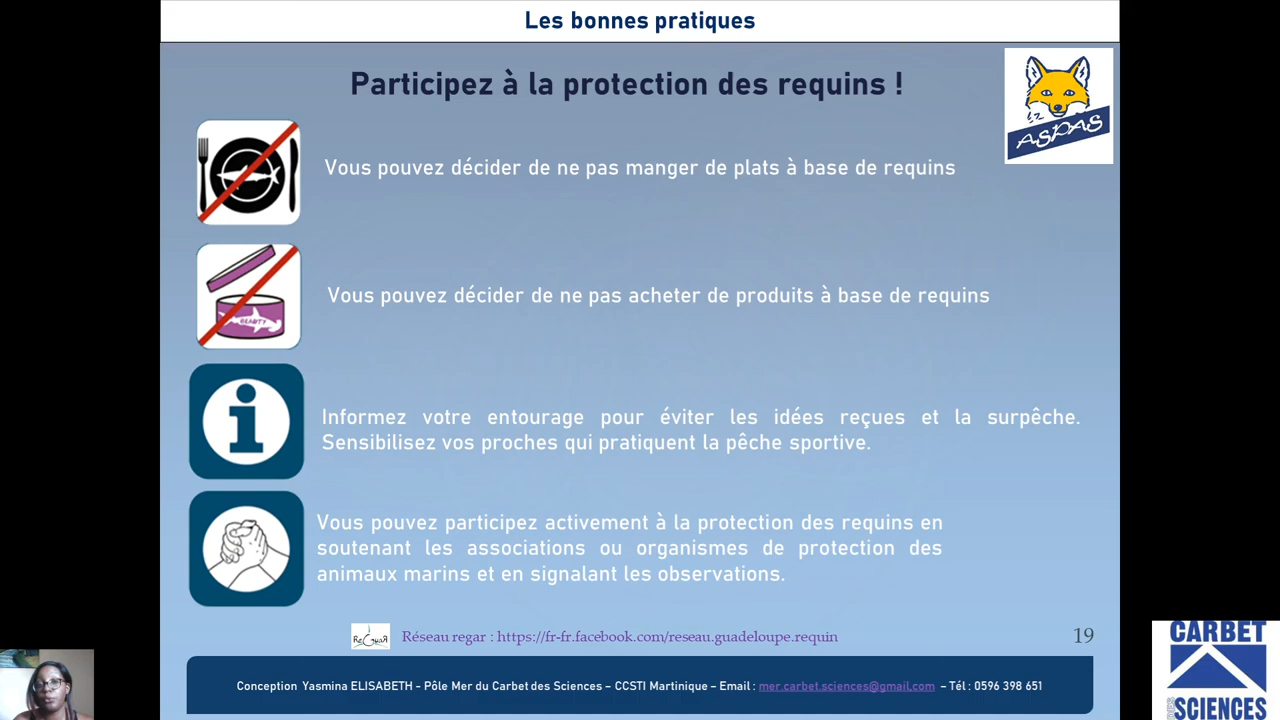 Les bonnes pratiques
Participez à la protection des requins !
ASPAS
Vous pouvez décider de ne pas manger de plats à base de requins
BEAUTY
Vous pouvez décider de ne pas acheter de produits à base de requins
Informez votre entourage pour éviter les idées reçues et la surpêche.
Sensibilisez vos proches qui pratiquent la pêche sportive.
Vous pouvez participez activement à la protection des requins en
soutenant les associations ou organismes de protection des
animaux marins et en signalant les observations.
ReGuaR
Réseau regar : https://fr-fr.facebook.com/reseau.guadeloupe.requin
19
Conception Yasmina ELISABETH - Pôle Mer du Carbet des Sciences – CCSTI Martinique – Email : mer.carbet.sciences@gmail.com – Tél : 0596 398 651
CARBET
DES
SCIENCES